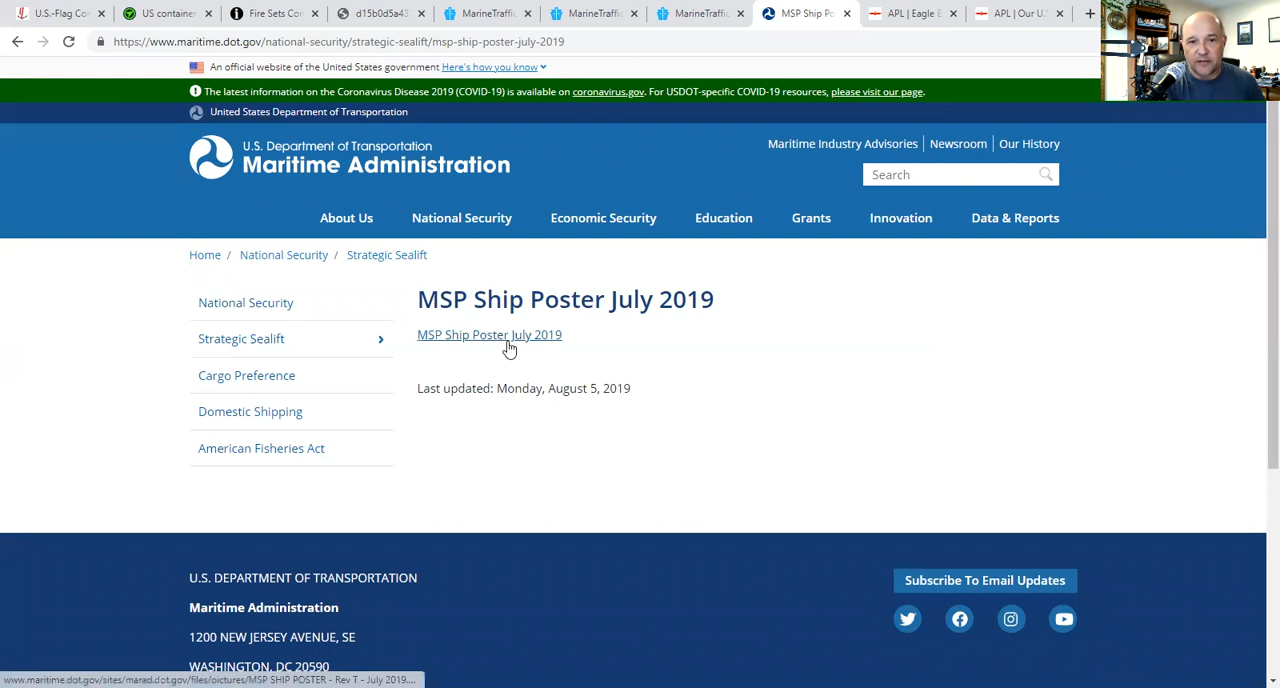 U.S.-Flag Co
US container
Fire Sets Con
d15b0d5a43
MarineTraffic
MarineTraffic
MarineTraffic
MSP Ship Po
APL | Eagle E
APL | Our U.S
https://www.maritime.dot.gov/national-security/strategic-sealift/msp-ship-poster-july-2019
An official website of the United States government Here's how you know
The latest information on the Coronavirus Disease 2019 (COVID-19) is available on coronavirus.gov. For USDOT-specific COVID-19 resources, please visit our page.
United States Department of Transportation
U.S. Department of Transportation
Maritime Administration
Maritime Industry Advisories
Newsroom
Our History
Search
About Us
National Security
Economic Security
Education
Grants
Innovation
Data & Reports
Home / National Security / Strategic Sealift
National Security
Strategic Sealift
Cargo Preference
Domestic Shipping
American Fisheries Act
MSP Ship Poster July 2019
MSP Ship Poster July 2019
Last updated: Monday, August 5, 2019
U.S. DEPARTMENT OF TRANSPORTATION
Maritime Administration
1200 NEW JERSEY AVENUE, SE
WASHINGTON, DC 20590
Subscribe To Email Updates
www.maritime.dot.gov/sites/marad.dot.gov/files/oictures/MSP SHIP POSTER - Rev T - July 2019....